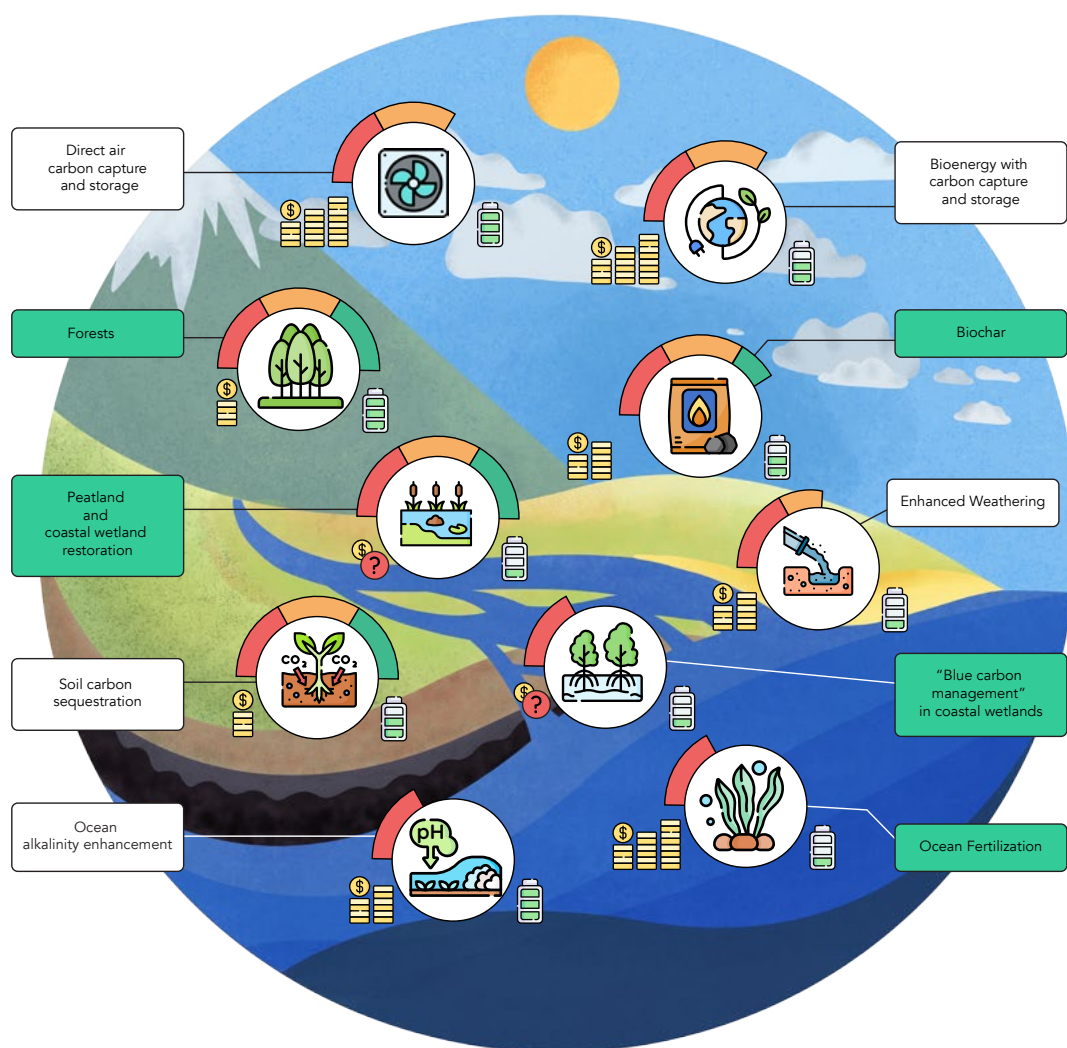 Direct air
carbon capture
and storage
Bioenergy with
carbon capture
and storage
$
$
Forests
Biochar
$
$
Peatland
and
coastal wetland
restoration
Enhanced Weathering
$
?
$
Soil carbon
sequestration
CO2
CO2
$
$
?
"Blue carbon
management"
in coastal wetlands
Ocean
alkalinity enhancement
pH
$
$
Ocean Fertilization